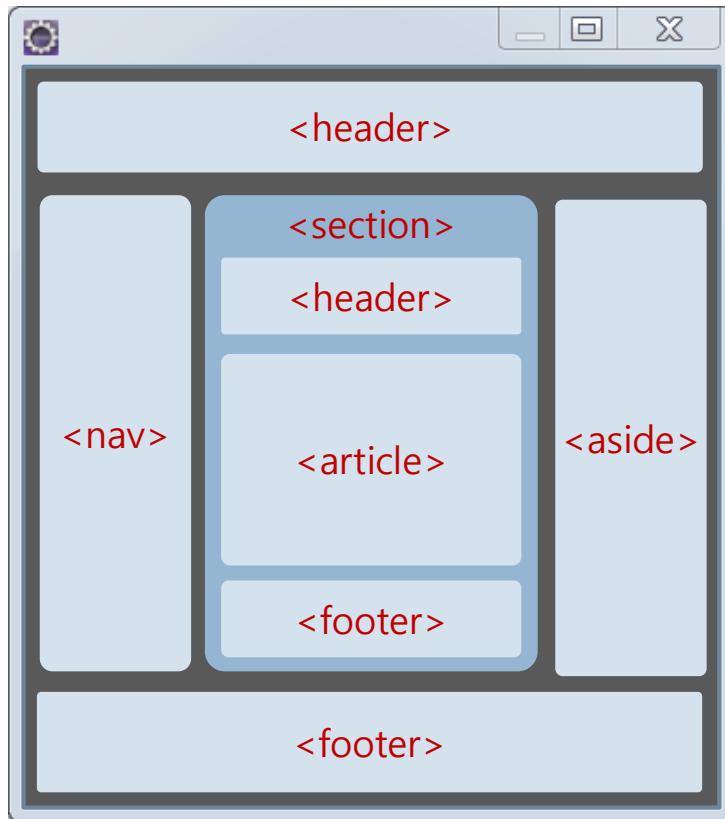 <header>
<section>
<header>
<nav>
<article>
<aside>
<footer>
<footer>